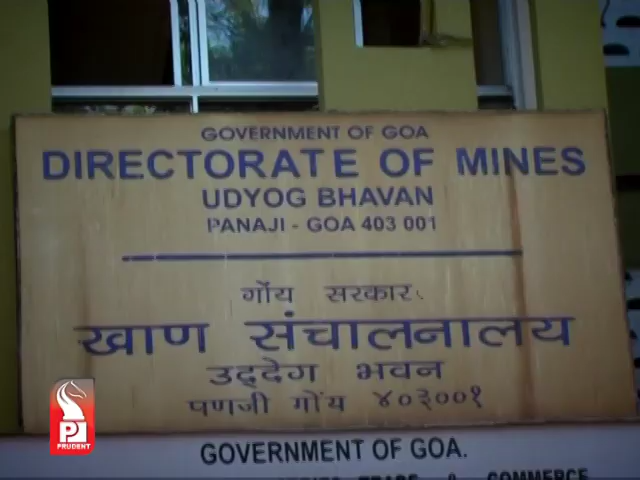 GOVERNMENT OF GOA
DIRECTORATE OF MINES
UDYOG BHAVAN
PANAJI - GOA 403 001
गोंय सरकार
खाण संचालनालय
उद्देग भवन
पणजी गोंय ४०३००१
PRUDENT
GOVERNMENT OF GOA.
TRADE & COMMERCE